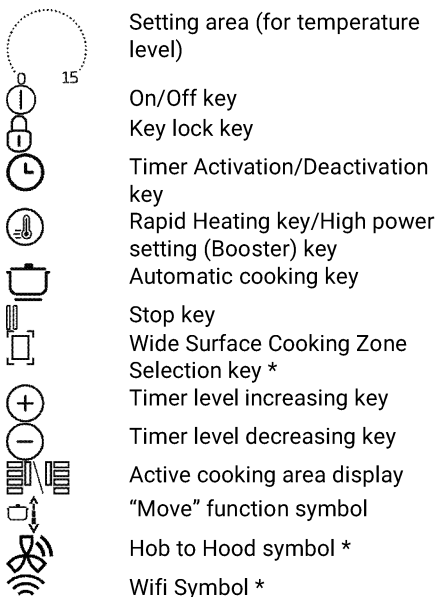 Setting area (for temperature
level)
0 15
On/Off key
Key lock key
Timer Activation/Deactivation
key
Rapid Heating key/High power
setting (Booster) key
Automatic cooking key
Stop key
Wide Surface Cooking Zone
Selection key *
Timer level increasing key
Timer level decreasing key
Active cooking area display
“Move” function symbol
Hob to Hood symbol *
Wifi Symbol *